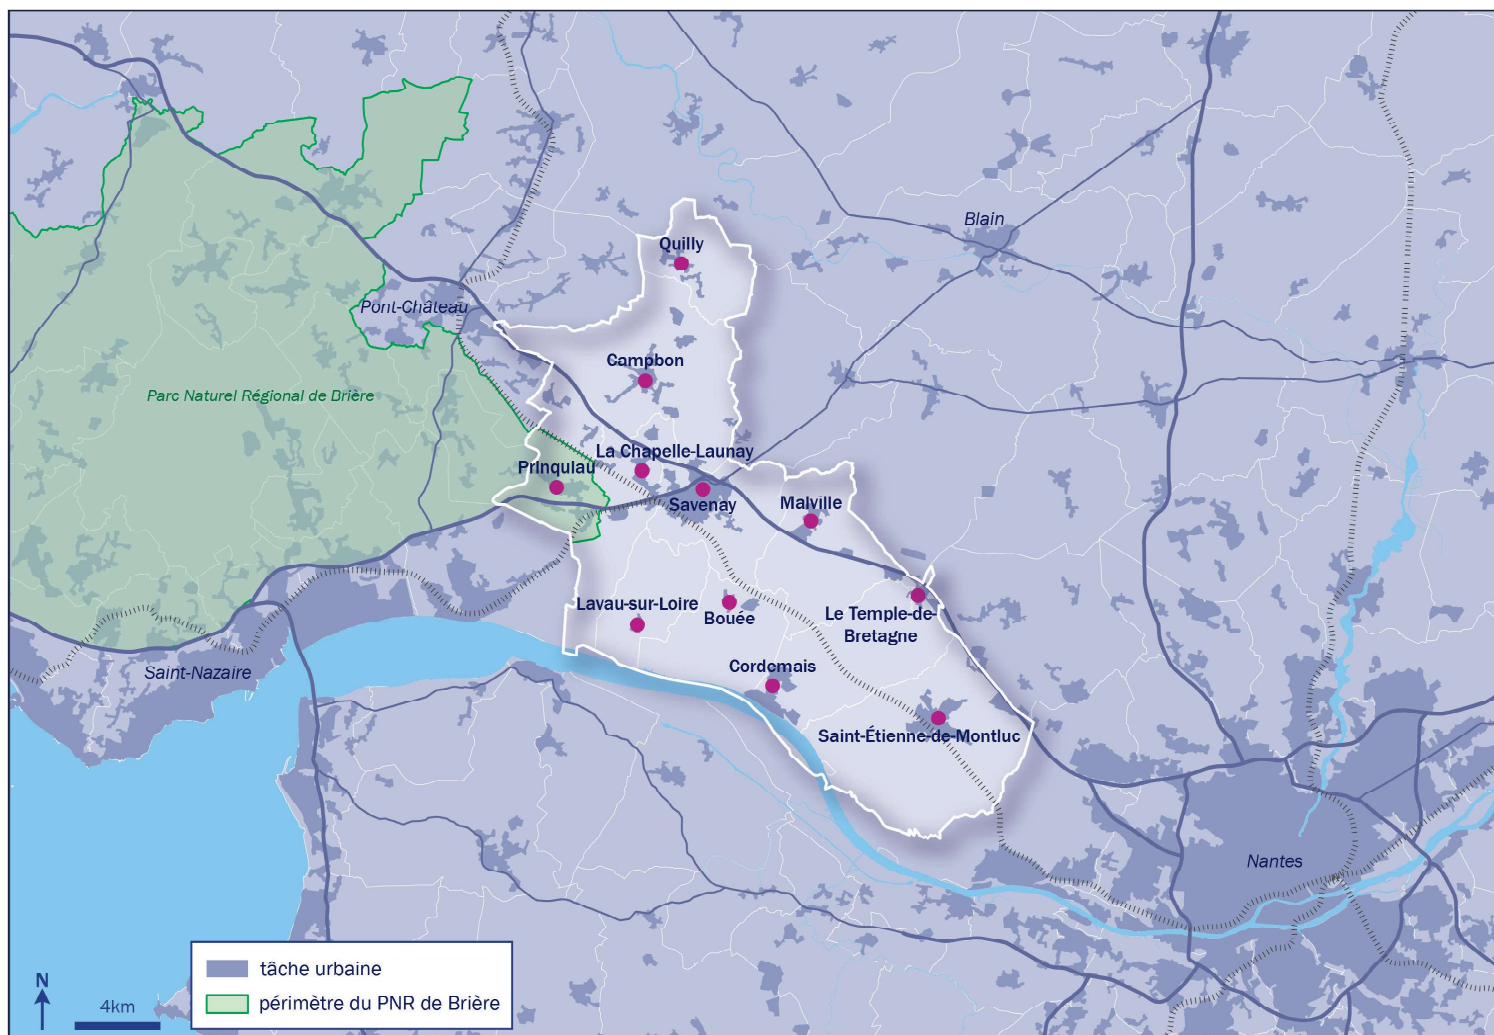 Blain
Quilly
Pont-Château
Campbon
Parc Naturel Régional de Brière
La Chapelle-Launay
Prinquiau
Savenay
Malville
Lavau-sur-Loire
Bouée
Le Temple-de-
Bretagne
Cordemais
Saint-Nazaire
Saint-Étienne-de-Montluc
Nantes
tâche urbaine
périmètre du PNR de Brière
N
4km